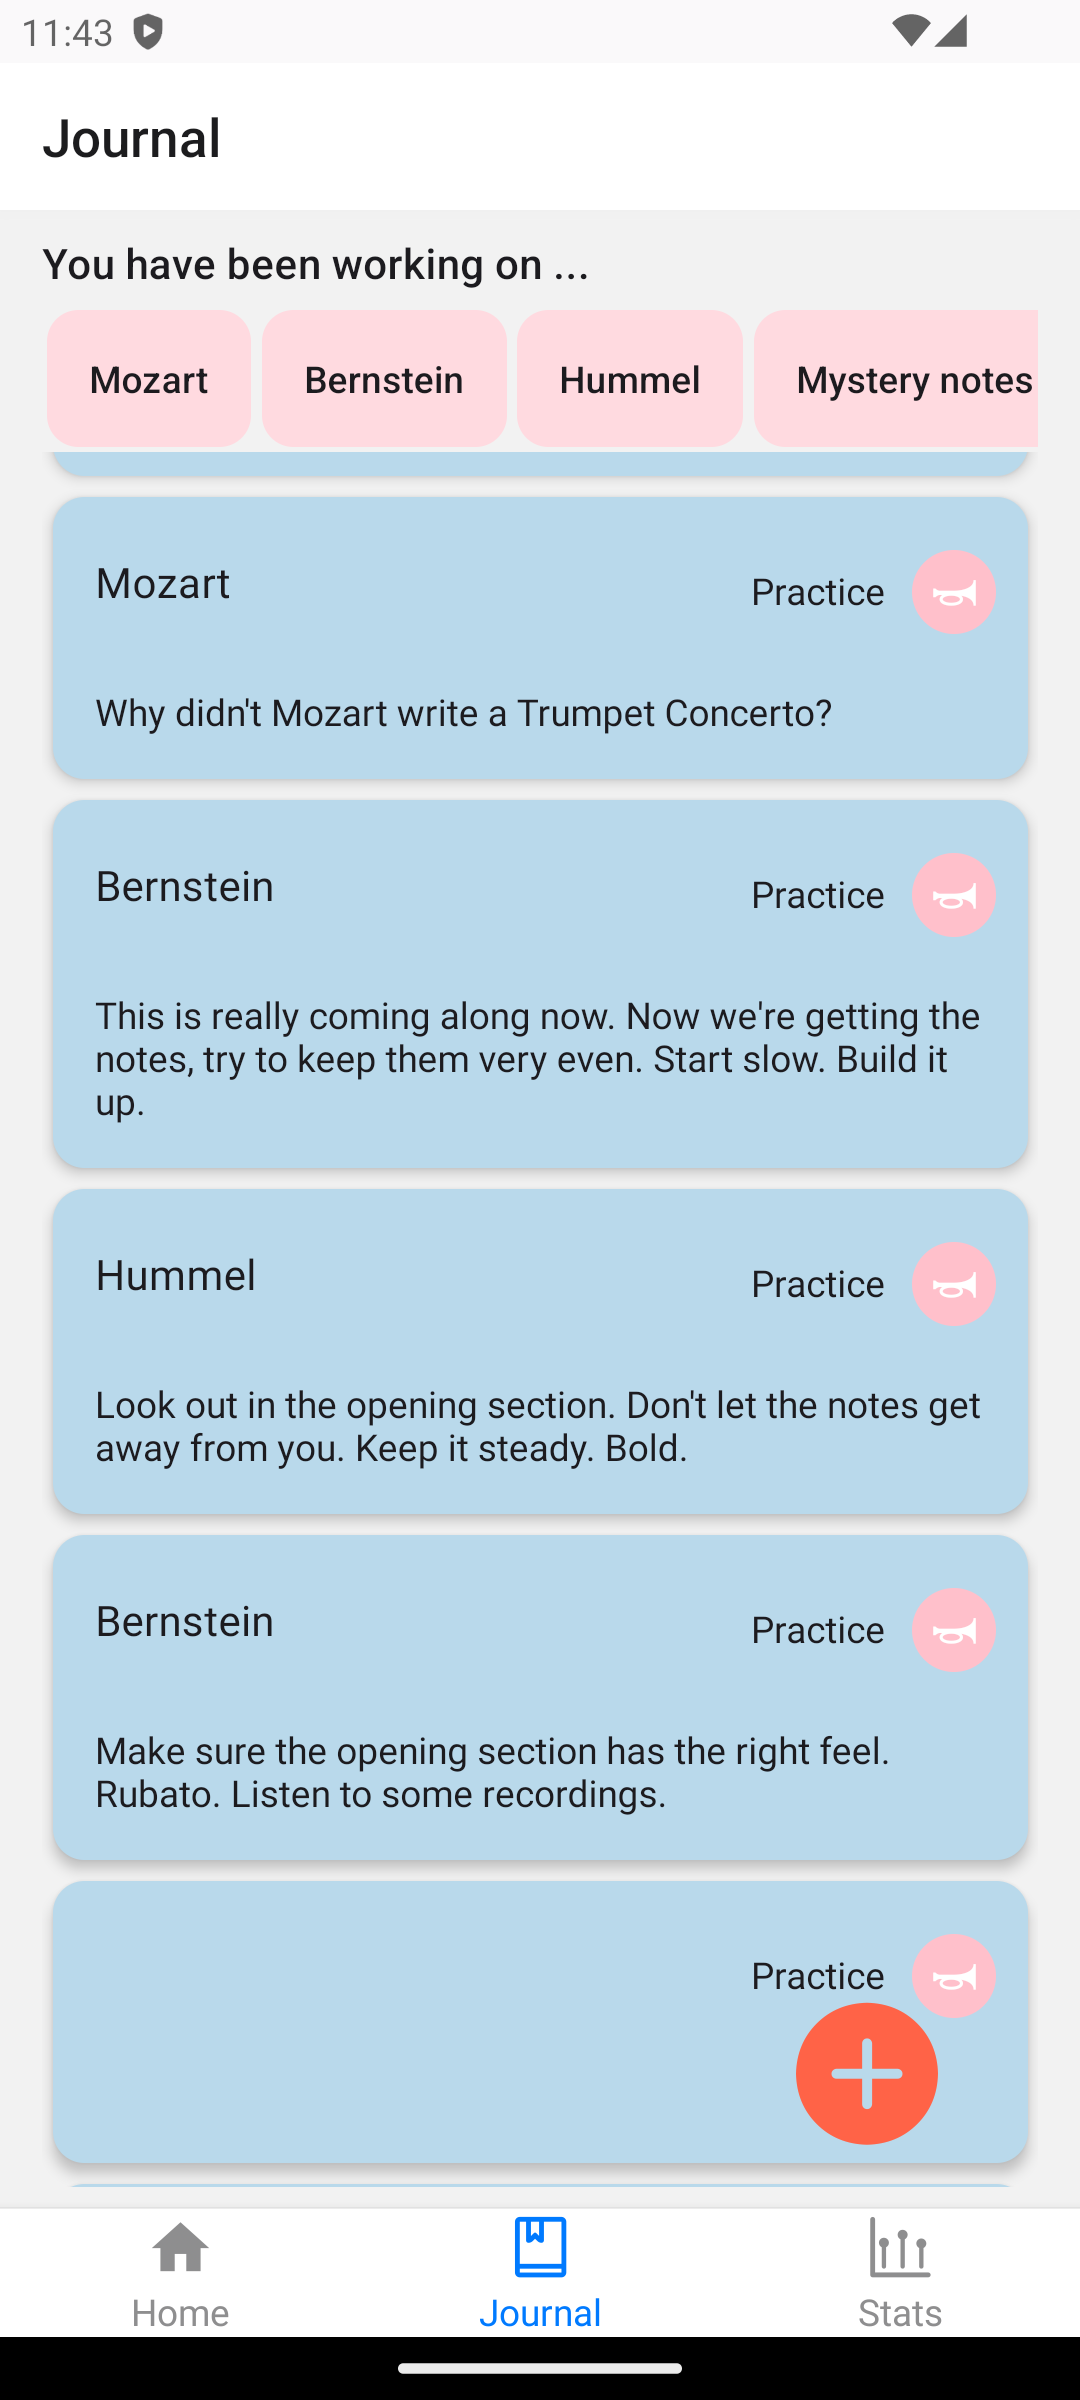 11:43
Journal
You have been working on ...
Mozart
Bernstein
Hummel
Mystery notes
Mozart
Practice
Why didn't Mozart write a Trumpet Concerto?
Bernstein
Practice
This is really coming along now. Now we're getting the
notes, try to keep them very even. Start slow. Build it
up.
Hummel
Practice
Look out in the opening section. Don't let the notes get
away from you. Keep it steady. Bold.
Bernstein
Practice
Make sure the opening section has the right feel.
Rubato. Listen to some recordings.
Practice
Home
Journal
Stats